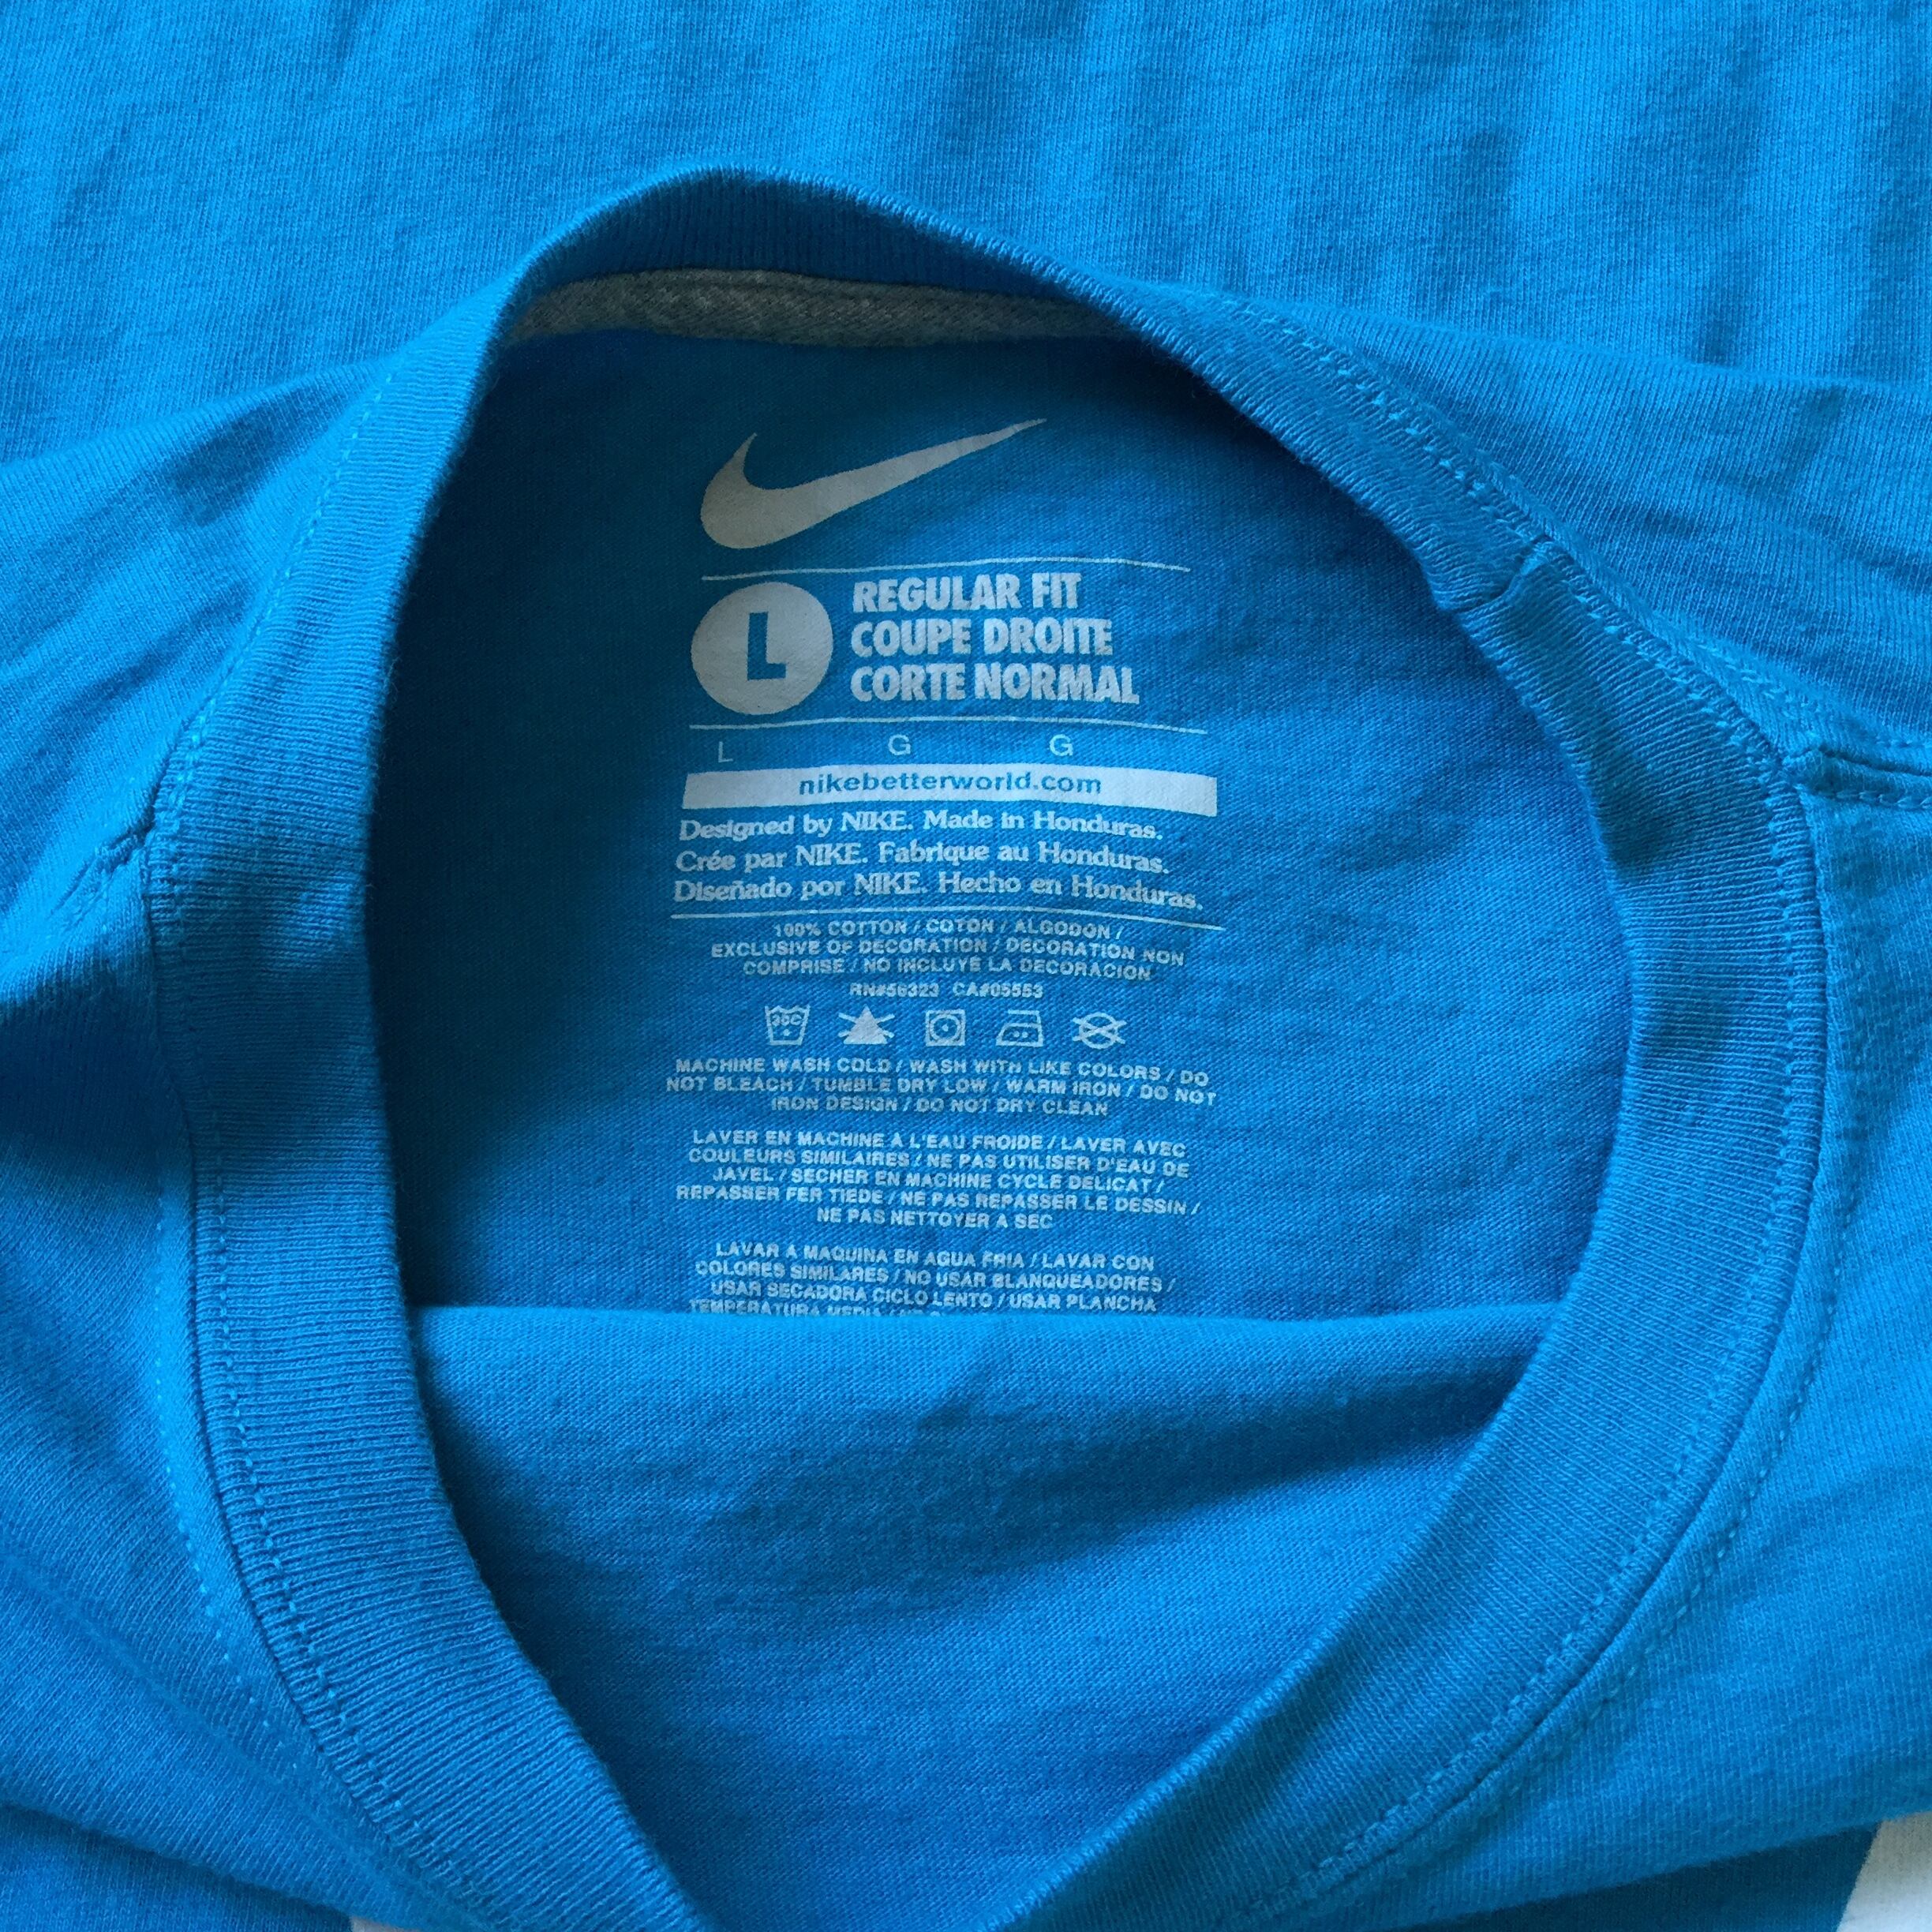 L
REGULAR FIT
COUPE DROITE
CORTE NORMAL
L G G
nikebetterworld.com
Designed by NIKE. Made in Honduras.
Crée par NIKE. Fabrique au Honduras.
Diseñado por NIKE. Hecho en Honduras.
100% COTTON / COTON / ALGODON /
EXCLUSIVE OF DECORATION / DECORATION NON
COMPRISE / NO INCLUYE LA DECORACION
RN#56323 CA#05553
30C
MACHINE WASH COLD / WASH WITH LIKE COLORS / DO
NOT BLEACH / TUMBLE DRY LOW / WARM IRON / DO NOT
IRON DESIGN / DO NOT DRY CLEAN
LAVER EN MACHINE A L'EAU FROIDE / LAVER AVEC
COULEURS SIMILAIRES / NE PAS UTILISER D'EAU DE
JAVEL / SECHER EN MACHINE CYCLE DELICAT /
REPASSER FER TIEDE / NE PAS REPASSER LE DESSIN /
NE PAS NETTOYER A SEC
LAVAR A MAQUINA EN AGUA FRIA / LAVAR CON
COLORES SIMILARES / NO USAR BLANQUEADORES /
USAR SECADORA CICLO LENTO / USAR PLANCHA
TEMPERATURA MEDIA